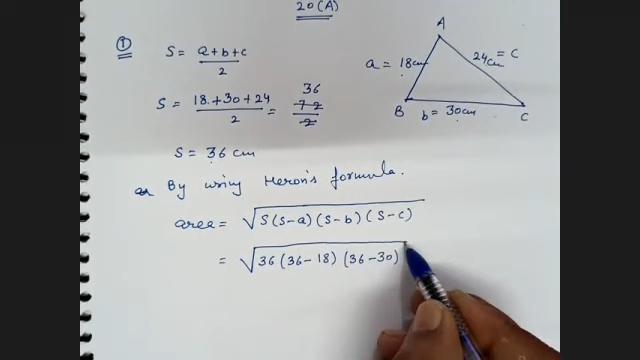 20(A)
① S = a+b+c / 2
S = 18+30+24 / 2 = 72 / 2 36
S = 36 cm
By using Heron's formula.
area = √S(S-a)(S-b)(S-c)
= √36(36-18)(36-30)
A
a = 18cm
24cm = C
B
b = 30cm
C